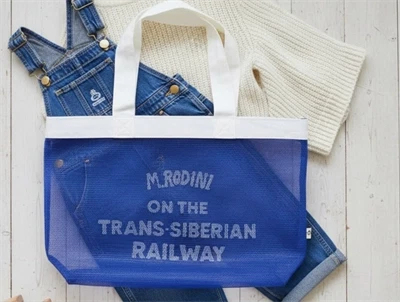 M.RODINI
ON THE
TRANS-SIBERIAN
RAILWAY